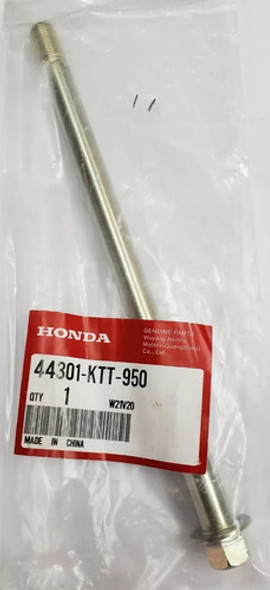 HONDA
GENUINE PARTS
Wuyang-Honda
Motors(Guangzhou)
Co., Ltd.
44301-KTT-950
QTY 1 W21V20
MADE IN CHINA